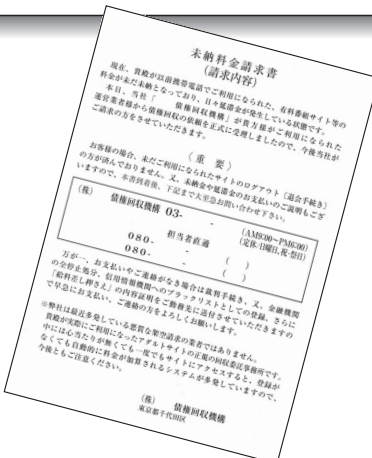 未納料金請求書
（請求内容）
現在、貴殿が以前携帯電話でご利用になられた、有料番組サイト等の
料金が未だ未納となっており、日々延滞金が発生している状態です。
本日、当社「　　債権回収機構」が貴方様がご利用になられた
運営業者様から債権回収の依頼を正式に受理しましたので、今後当社が
ご請求の方をさせていただきます。
〈重　要〉
お客様の場合、未だご利用になられたサイトのログアウト〔退会手続き〕
の方が済んでおりません。又、未納金や延滞金のお支払いのご説明もござ
いますので、本書到着後、下記まで大至急お問い合わせ下さい。
（株）　債権回収機構　03-　　-
（AM9:00～PM6:00）
（定休/日曜日,祝・祭日）
担当者直通
080-　　-　　（　）
080-　　-　　（　）
万が一、お支払いやご連絡がなき場合は裁判手続き、又、金融機関
の全停止処分、信用情報機関へのブラックリストとしての登録、さらに
「給料差し押さえ」の内容証明をご勤務先に送付させていただきますの
で早急にお支払い、ご連絡の方をよろしくお願いします。
※弊社は最近多発している悪質な架空請求の業者ではありません。
貴殿が実際にご利用になったアダルトサイトの正規の回収委託事務所です。
中には心当たりが無くても一度でもサイトにアクセスすると、登録が
なくても自動的に料金が加算されるシステムが多発していますので、
今後ともご注意ください。
（株）　債権回収機構
東京都千代田区